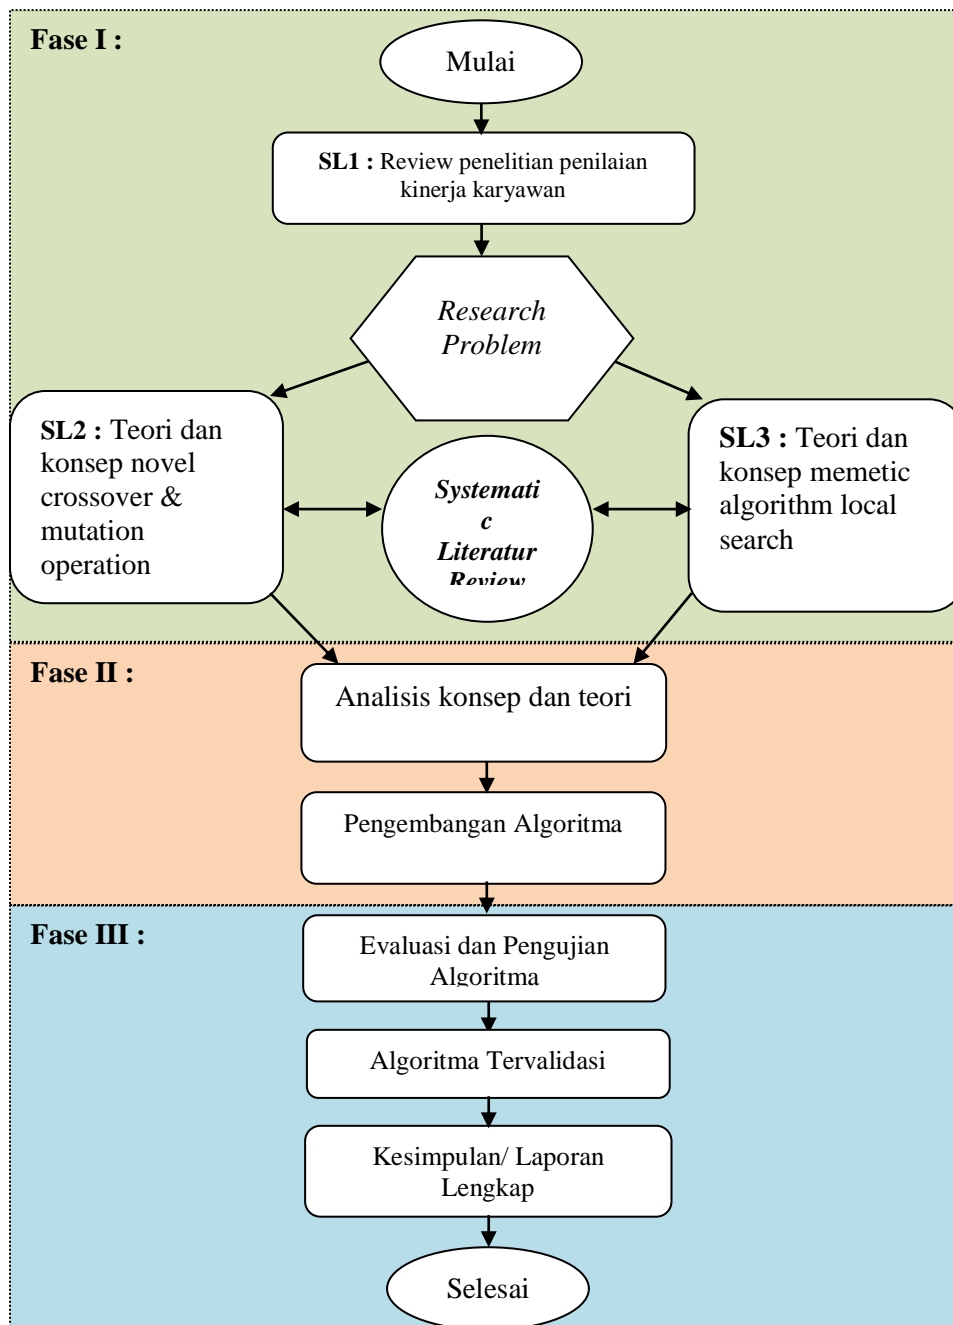 Fase I :
Mulai
SL1 : Review penelitian penilaian
kinerja karyawan
Research
Problem
SL2 : Teori dan
konsep novel
crossover &
mutation
operation
Systemati
c
Literatur
Review
SL3 : Teori dan
konsep memetic
algorithm local
search
Fase II :
Analisis konsep dan teori
Pengembangan Algoritma
Fase III :
Evaluasi dan Pengujian
Algoritma
Algoritma Tervalidasi
Kesimpulan/ Laporan
Lengkap
Selesai